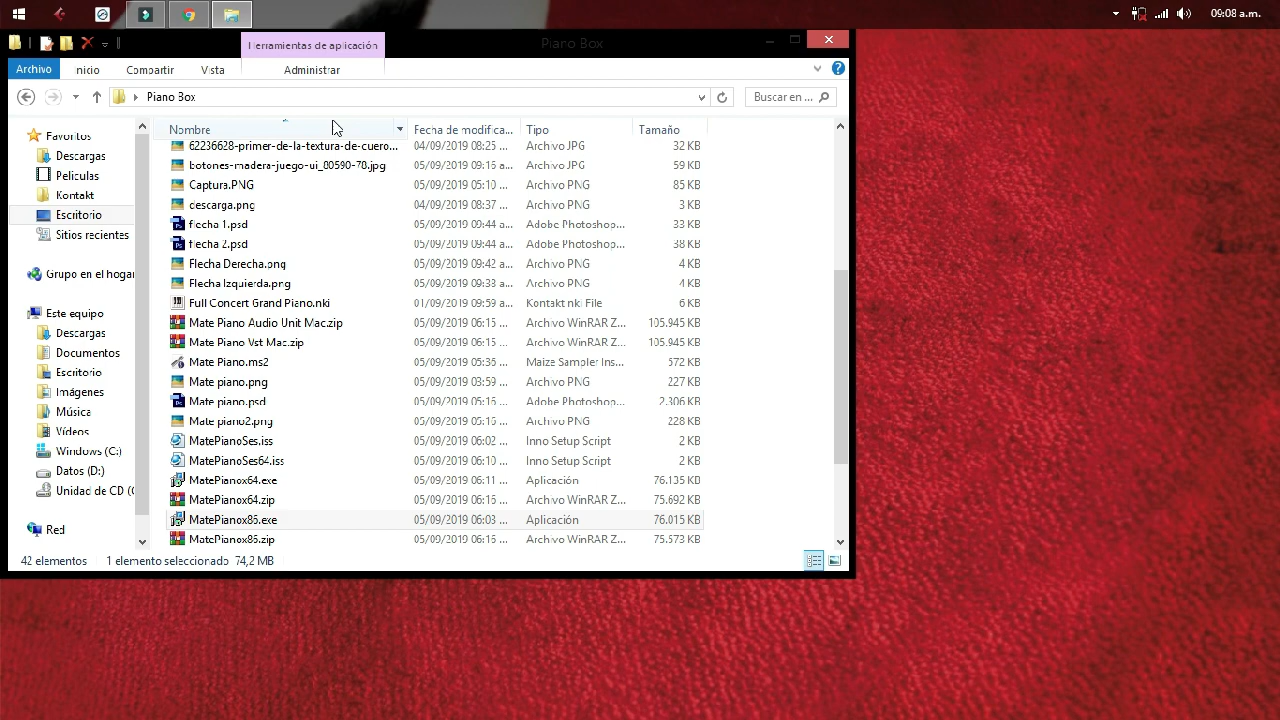 09:08 a.m.
Herramientas de aplicación
Piano Box
Archivo Inicio Compartir Vista Administrar
Piano Box
Buscar en ...
Nombre Fecha de modifica... Tipo Tamaño
Favoritos
Descargas
Peliculas
Kontakt
Escritorio
Sitios recientes
Grupo en el hogar
Este equipo
Descargas
Documentos
Escritorio
Imágenes
Música
Vídeos
Windows (C:)
Datos (D:)
Unidad de CD (
Red
62236628-primer-de-la-textura-de-cuero... 04/09/2019 08:25 ... Archivo JPG 32 KB
botones-madera-juego-ui_80590-78.jpg 05/09/2019 09:16 a... Archivo JPG 59 KB
Captura.PNG 05/09/2019 05:10 ... Archivo PNG 85 KB
descarga.png 04/09/2019 08:37 ... Archivo PNG 3 KB
flecha 1.psd 05/09/2019 09:44 a... Adobe Photoshop... 33 KB
flecha 2.psd 05/09/2019 09:44 a... Adobe Photoshop... 38 KB
Flecha Derecha.png 05/09/2019 09:42 a... Archivo PNG 4 KB
Flecha Izquierda.png 05/09/2019 09:38 a... Archivo PNG 4 KB
Full Concert Grand Piano.nki 01/09/2019 09:59 a... Kontakt nki File 6 KB
Mate Piano Audio Unit Mac.zip 05/09/2019 06:15 ... Archivo WinRAR Z... 105.945 KB
Mate Piano Vst Mac.zip 05/09/2019 06:15 ... Archivo WinRAR Z... 105.945 KB
Mate Piano.ms2 05/09/2019 05:36 ... Maize Sampler Ins... 572 KB
Mate piano.png 05/09/2019 03:59 ... Archivo PNG 227 KB
Mate piano.psd 05/09/2019 05:16 ... Adobe Photoshop... 2.306 KB
Mate piano2.png 05/09/2019 05:16 ... Archivo PNG 228 KB
MatePianoSes.iss 05/09/2019 06:02 ... Inno Setup Script 2 KB
MatePianoSes64.iss 05/09/2019 06:10 ... Inno Setup Script 2 KB
MatePianox64.exe 05/09/2019 06:11 ... Aplicación 76.135 KB
MatePianox64.zip 05/09/2019 06:16 ... Archivo WinRAR Z... 75.692 KB
MatePianox86.exe 05/09/2019 06:03 ... Aplicación 76.015 KB
MatePianox86.zip 05/09/2019 06:16 ... Archivo WinRAR Z... 75.573 KB
42 elementos 1 elemento seleccionado 74,2 MB